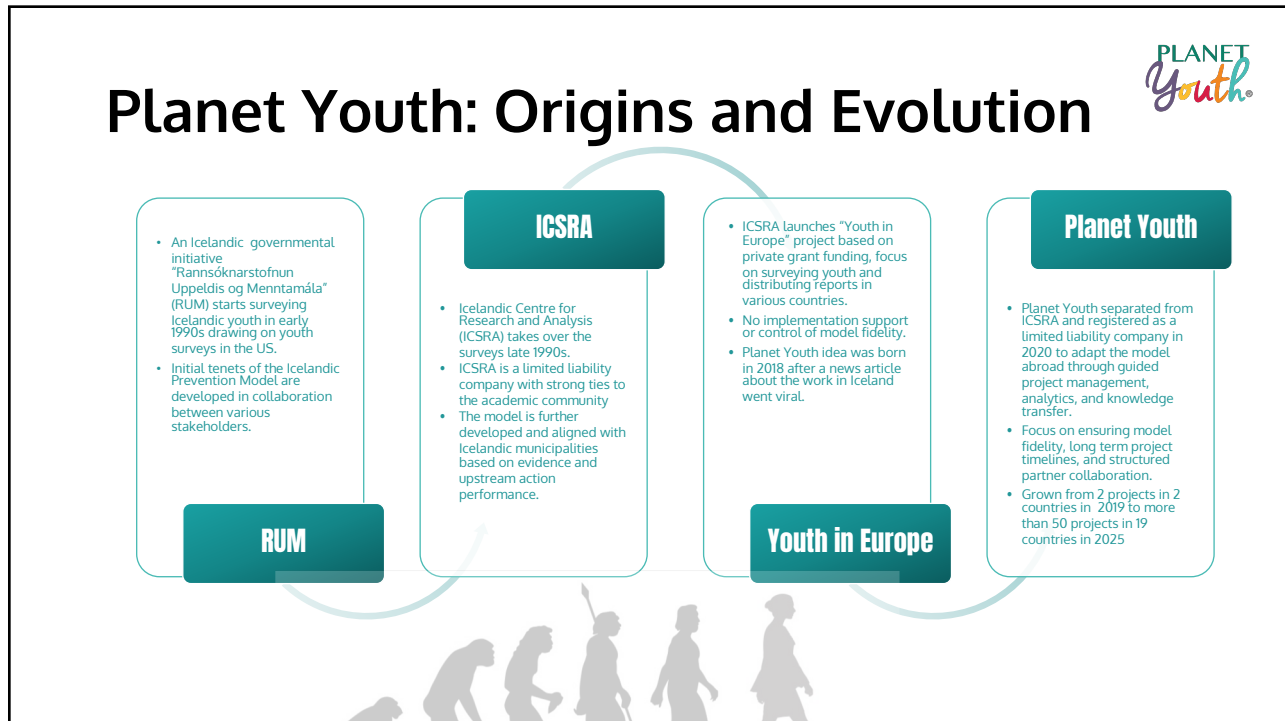 PLANET
Youth®
Planet Youth: Origins and Evolution
• An Icelandic governmental
initiative
“Rannsóknarstofnun
Uppeldis og Menntamála”
(RUM) starts surveying
Icelandic youth in early
1990s drawing on youth
surveys in the US.
• Initial tenets of the Icelandic
Prevention Model are
developed in collaboration
between various
stakeholders.
RUM
ICSRA
• Icelandic Centre for
Research and Analysis
(ICSRA) takes over the
surveys late 1990s.
• ICSRA is a limited liability
company with strong ties to
the academic community
• The model is further
developed and aligned with
Icelandic municipalities
based on evidence and
upstream action
performance.
• ICSRA launches “Youth in
Europe” project based on
private grant funding, focus
on surveying youth and
distributing reports in
various countries.
• No implementation support
or control of model fidelity.
• Planet Youth idea was born
in 2018 after a news article
about the work in Iceland
went viral.
Youth in Europe
Planet Youth
• Planet Youth separated from
ICSRA and registered as a
limited liability company in
2020 to adapt the model
abroad through guided
project management,
analytics, and knowledge
transfer.
• Focus on ensuring model
fidelity, long term project
timelines, and structured
partner collaboration.
• Grown from 2 projects in 2
countries in 2019 to more
than 50 projects in 19
countries in 2025